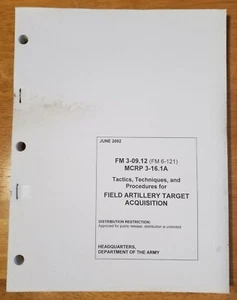 JUNE 2002
FM 3-09.12 (FM 6-121)
MCRP 3-16.1A
Tactics, Techniques, and
Procedures for
FIELD ARTILLERY TARGET
ACQUISITION
DISTRIBUTION RESTRICTION:
Approved for public release; distribution is unlimited.
HEADQUARTERS,
DEPARTMENT OF THE ARMY